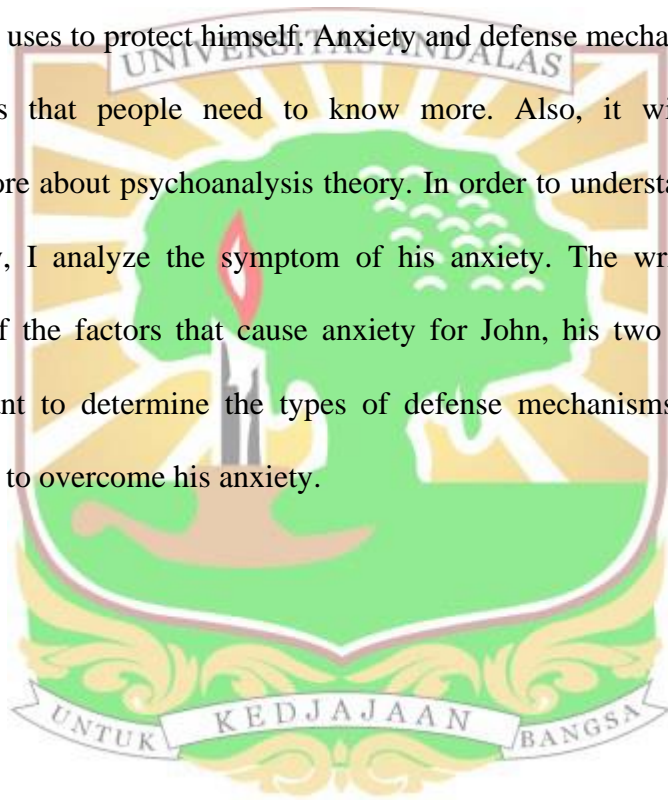 uses to protect himself. Anxiety and defense mecha
UNIVERSITAS ANDALAS
s that people need to know more. Also, it wi
ore about psychoanalysis theory. In order to understa
, I analyze the symptom of his anxiety. The wr
f the factors that cause anxiety for John, his two
nt to determine the types of defense mechanisms
to overcome his anxiety.
UNTUK KEDJAJAAN BANGSA